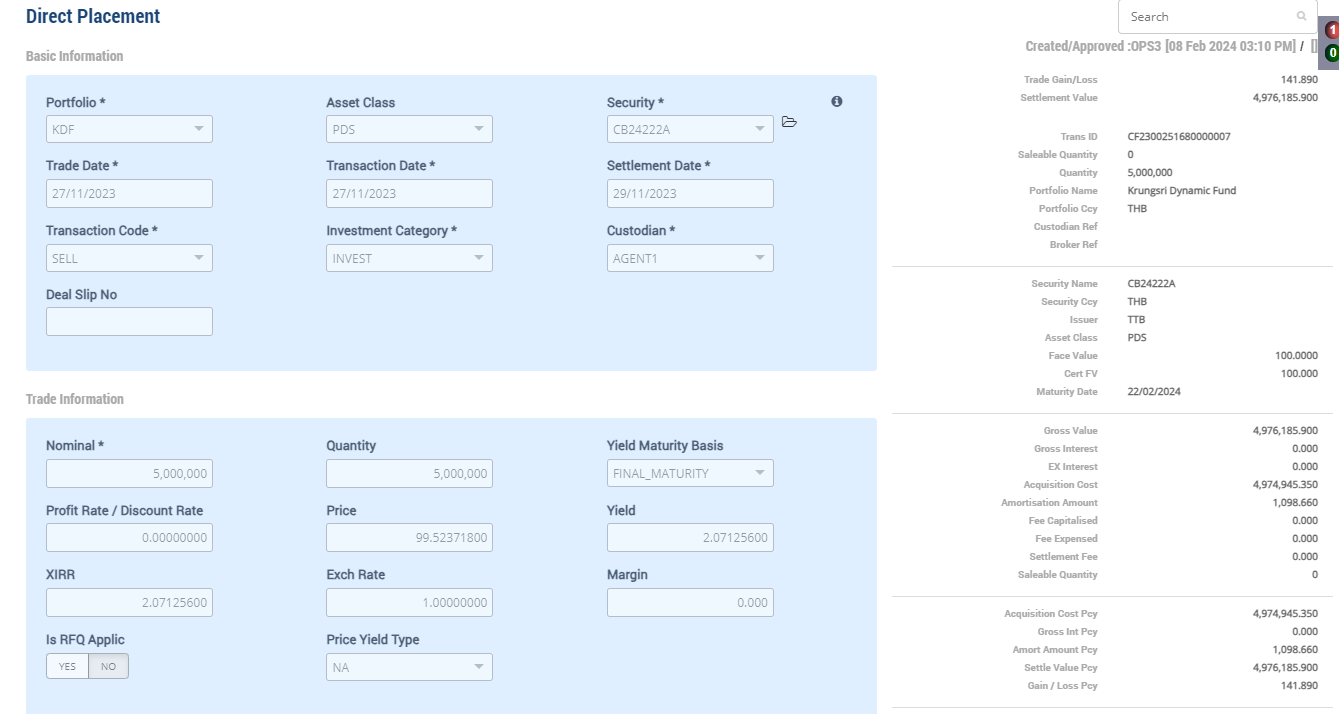 Direct Placement
Search
1
0
Created/Approved :OPS3 [08 Feb 2024 03:10 PM] / []
Basic Information
Portfolio *
Asset Class
Security *
KDF
PDS
CB24222A
Trade Date *
Transaction Date *
Settlement Date *
27/11/2023
27/11/2023
29/11/2023
Transaction Code *
Investment Category *
Custodian *
SELL
INVEST
AGENT1
Deal Slip No
Trade Information
Nominal *
Quantity
Yield Maturity Basis
5,000,000
5,000,000
FINAL_MATURITY
Profit Rate / Discount Rate
Price
Yield
0.00000000
99.52371800
2.07125600
XIRR
Exch Rate
Margin
2.07125600
1.00000000
0.000
Is RFQ Applic
Price Yield Type
YES NO
NA
Trade Gain/Loss 141.890
Settlement Value 4,976,185.900
Trans ID CF2300251680000007
Saleable Quantity 0
Quantity 5,000,000
Portfolio Name Krungsri Dynamic Fund
Portfolio Ccy THB
Custodian Ref
Broker Ref
Security Name CB24222A
Security Ccy THB
Issuer TTB
Asset Class PDS
Face Value 100.0000
Cert FV 100.000
Maturity Date 22/02/2024
Gross Value 4,976,185.900
Gross Interest 0.000
EX Interest 0.000
Acquisition Cost 4,974,945.350
Amortisation Amount 1,098.660
Fee Capitalised 0.000
Fee Expensed 0.000
Settlement Fee 0.000
Saleable Quantity 0
Acquisition Cost Pcy 4,974,945.350
Gross Int Pcy 0.000
Amort Amount Pcy 1,098.660
Settle Value Pcy 4,976,185.900
Gain / Loss Pcy 141.890